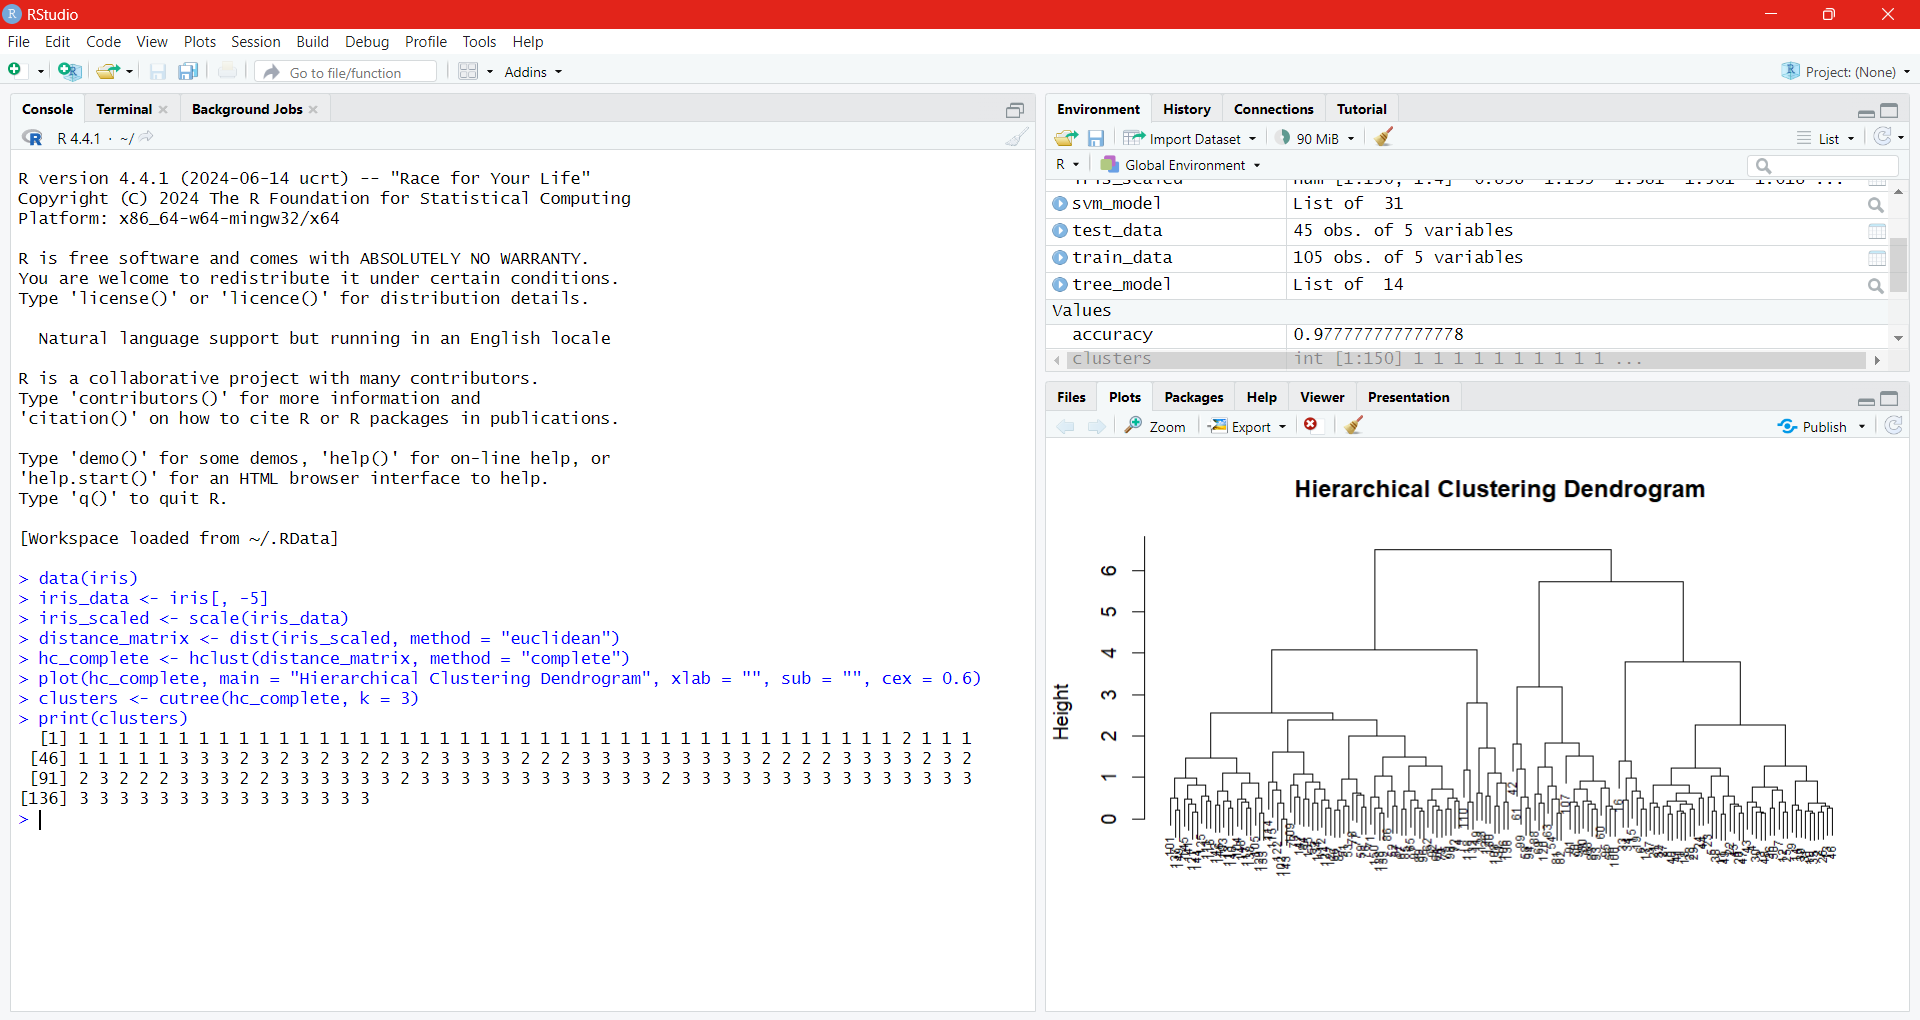 RStudio
File Edit Code View Plots Session Build Debug Profile Tools Help
Go to file/function Addins Project: (None)
Console Terminal Background Jobs
R 4.4.1 · ~/
R version 4.4.1 (2024-06-14 ucrt) -- "Race for Your Life"
Copyright (C) 2024 The R Foundation for Statistical Computing
Platform: x86_64-w64-mingw32/x64
R is free software and comes with ABSOLUTELY NO WARRANTY.
You are welcome to redistribute it under certain conditions.
Type 'license()' or 'licence()' for distribution details.
Natural language support but running in an English locale
R is a collaborative project with many contributors.
Type 'contributors()' for more information and
'citation()' on how to cite R or R packages in publications.
Type 'demo()' for some demos, 'help()' for on-line help, or
'help.start()' for an HTML browser interface to help.
Type 'q()' to quit R.
[Workspace loaded from ~/.RData]
> data(iris)
> iris_data <- iris[, -5]
> iris_scaled <- scale(iris_data)
> distance_matrix <- dist(iris_scaled, method = "euclidean")
> hc_complete <- hclust(distance_matrix, method = "complete")
> plot(hc_complete, main = "Hierarchical Clustering Dendrogram", xlab = "", sub = "", cex = 0.6)
> clusters <- cutree(hc_complete, k = 3)
> print(clusters)
[1] 1 1 1 1 1 1 1 1 1 1 1 1 1 1 1 1 1 1 1 1 1 1 1 1 1 1 1 1 1 1 1 1 1 1 1 1 1 1 1 1 1 2 1 1 1
[46] 1 1 1 1 1 3 3 3 2 3 2 3 2 3 2 2 3 2 3 3 3 3 2 2 2 3 3 3 3 3 3 3 3 3 2 2 2 2 3 3 3 3 2 3 2
[91] 2 3 2 2 2 3 3 3 2 2 3 3 3 3 3 3 2 3 3 3 3 3 3 3 3 3 3 3 3 2 3 3 3 3 3 3 3 3 3 3 3 3 3 3 3
[136] 3 3 3 3 3 3 3 3 3 3 3 3 3 3 3
>
Environment History Connections Tutorial
Import Dataset 90 MiB List
R Global Environment
svm_model List of 31
test_data 45 obs. of 5 variables
train_data 105 obs. of 5 variables
tree_model List of 14
Values
accuracy 0.977777777777778
clusters int [1:150] 1 1 1 1 1 1 1 1 1 1 ...
Files Plots Packages Help Viewer Presentation
Zoom Export Publish
Hierarchical Clustering Dendrogram
Height
6
5
4
3
2
1
0
42
107
16
110
61